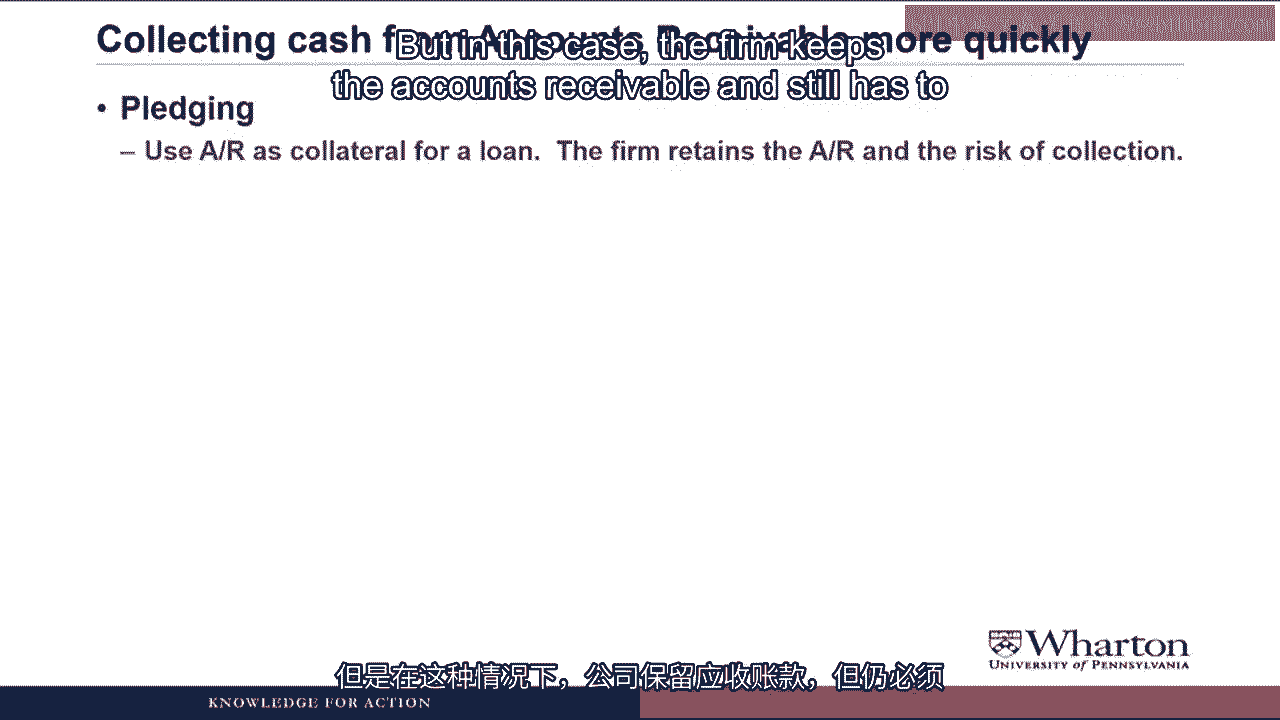 Collecting cash from Accounts Receivable more quickly
But in this case, the firm keeps
the accounts receivable and still has to
• Pledging
– Use A/R as collateral for a loan. The firm retains the A/R and the risk of collection.
Wharton
UNIVERSITY of PENNSYLVANIA
但是在这种情况下，公司保留应收账款，但仍必须
KNOWLEDGE FOR ACTION